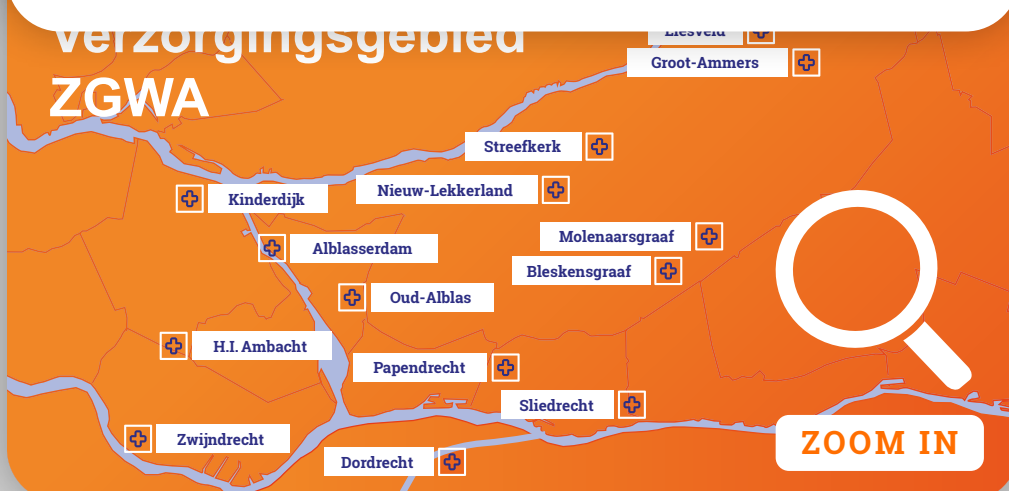 Verzorgingsgebied
ZGWA
Liesveld
Groot-Ammers
Streefkerk
Nieuw-Lekkerland
Kinderdijk
Molenaarsgraaf
Alblasserdam
Bleskensgraaf
Oud-Alblas
H.I. Ambacht
Papendrecht
Sliedrecht
Zwijndrecht
Dordrecht
ZOOM IN